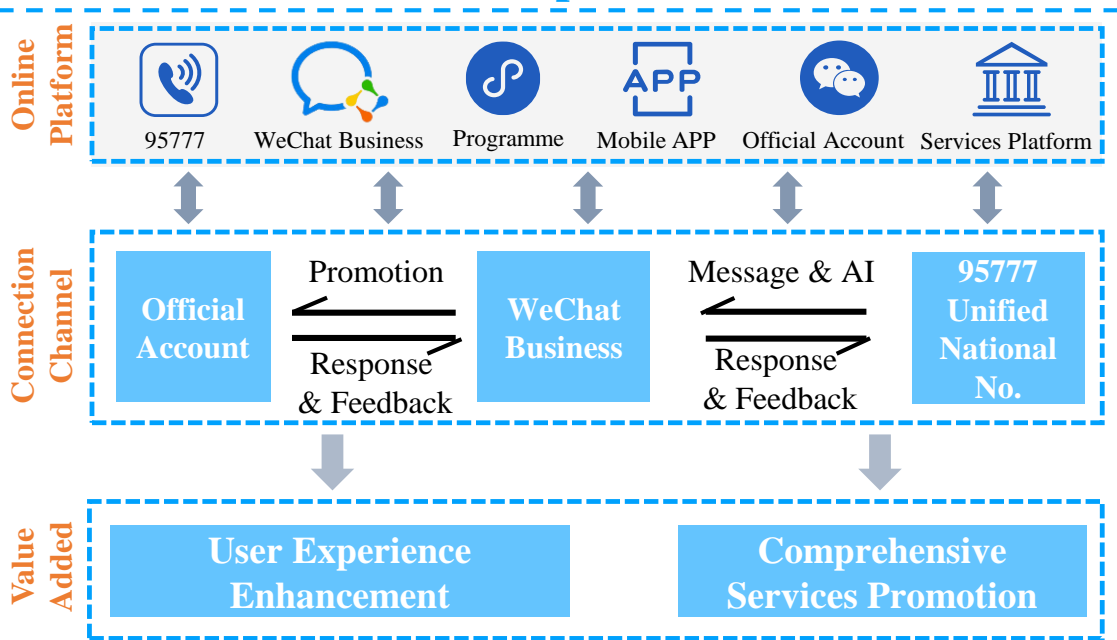 Online
Platform
APP
95777
WeChat Business
Programme
Mobile APP
Official Account
Services Platform
Connection
Channel
Official
Account
Promotion
Response
& Feedback
WeChat
Business
Message & AI
Response
& Feedback
95777
Unified
National
No.
Value
Added
User Experience
Enhancement
Comprehensive
Services Promotion